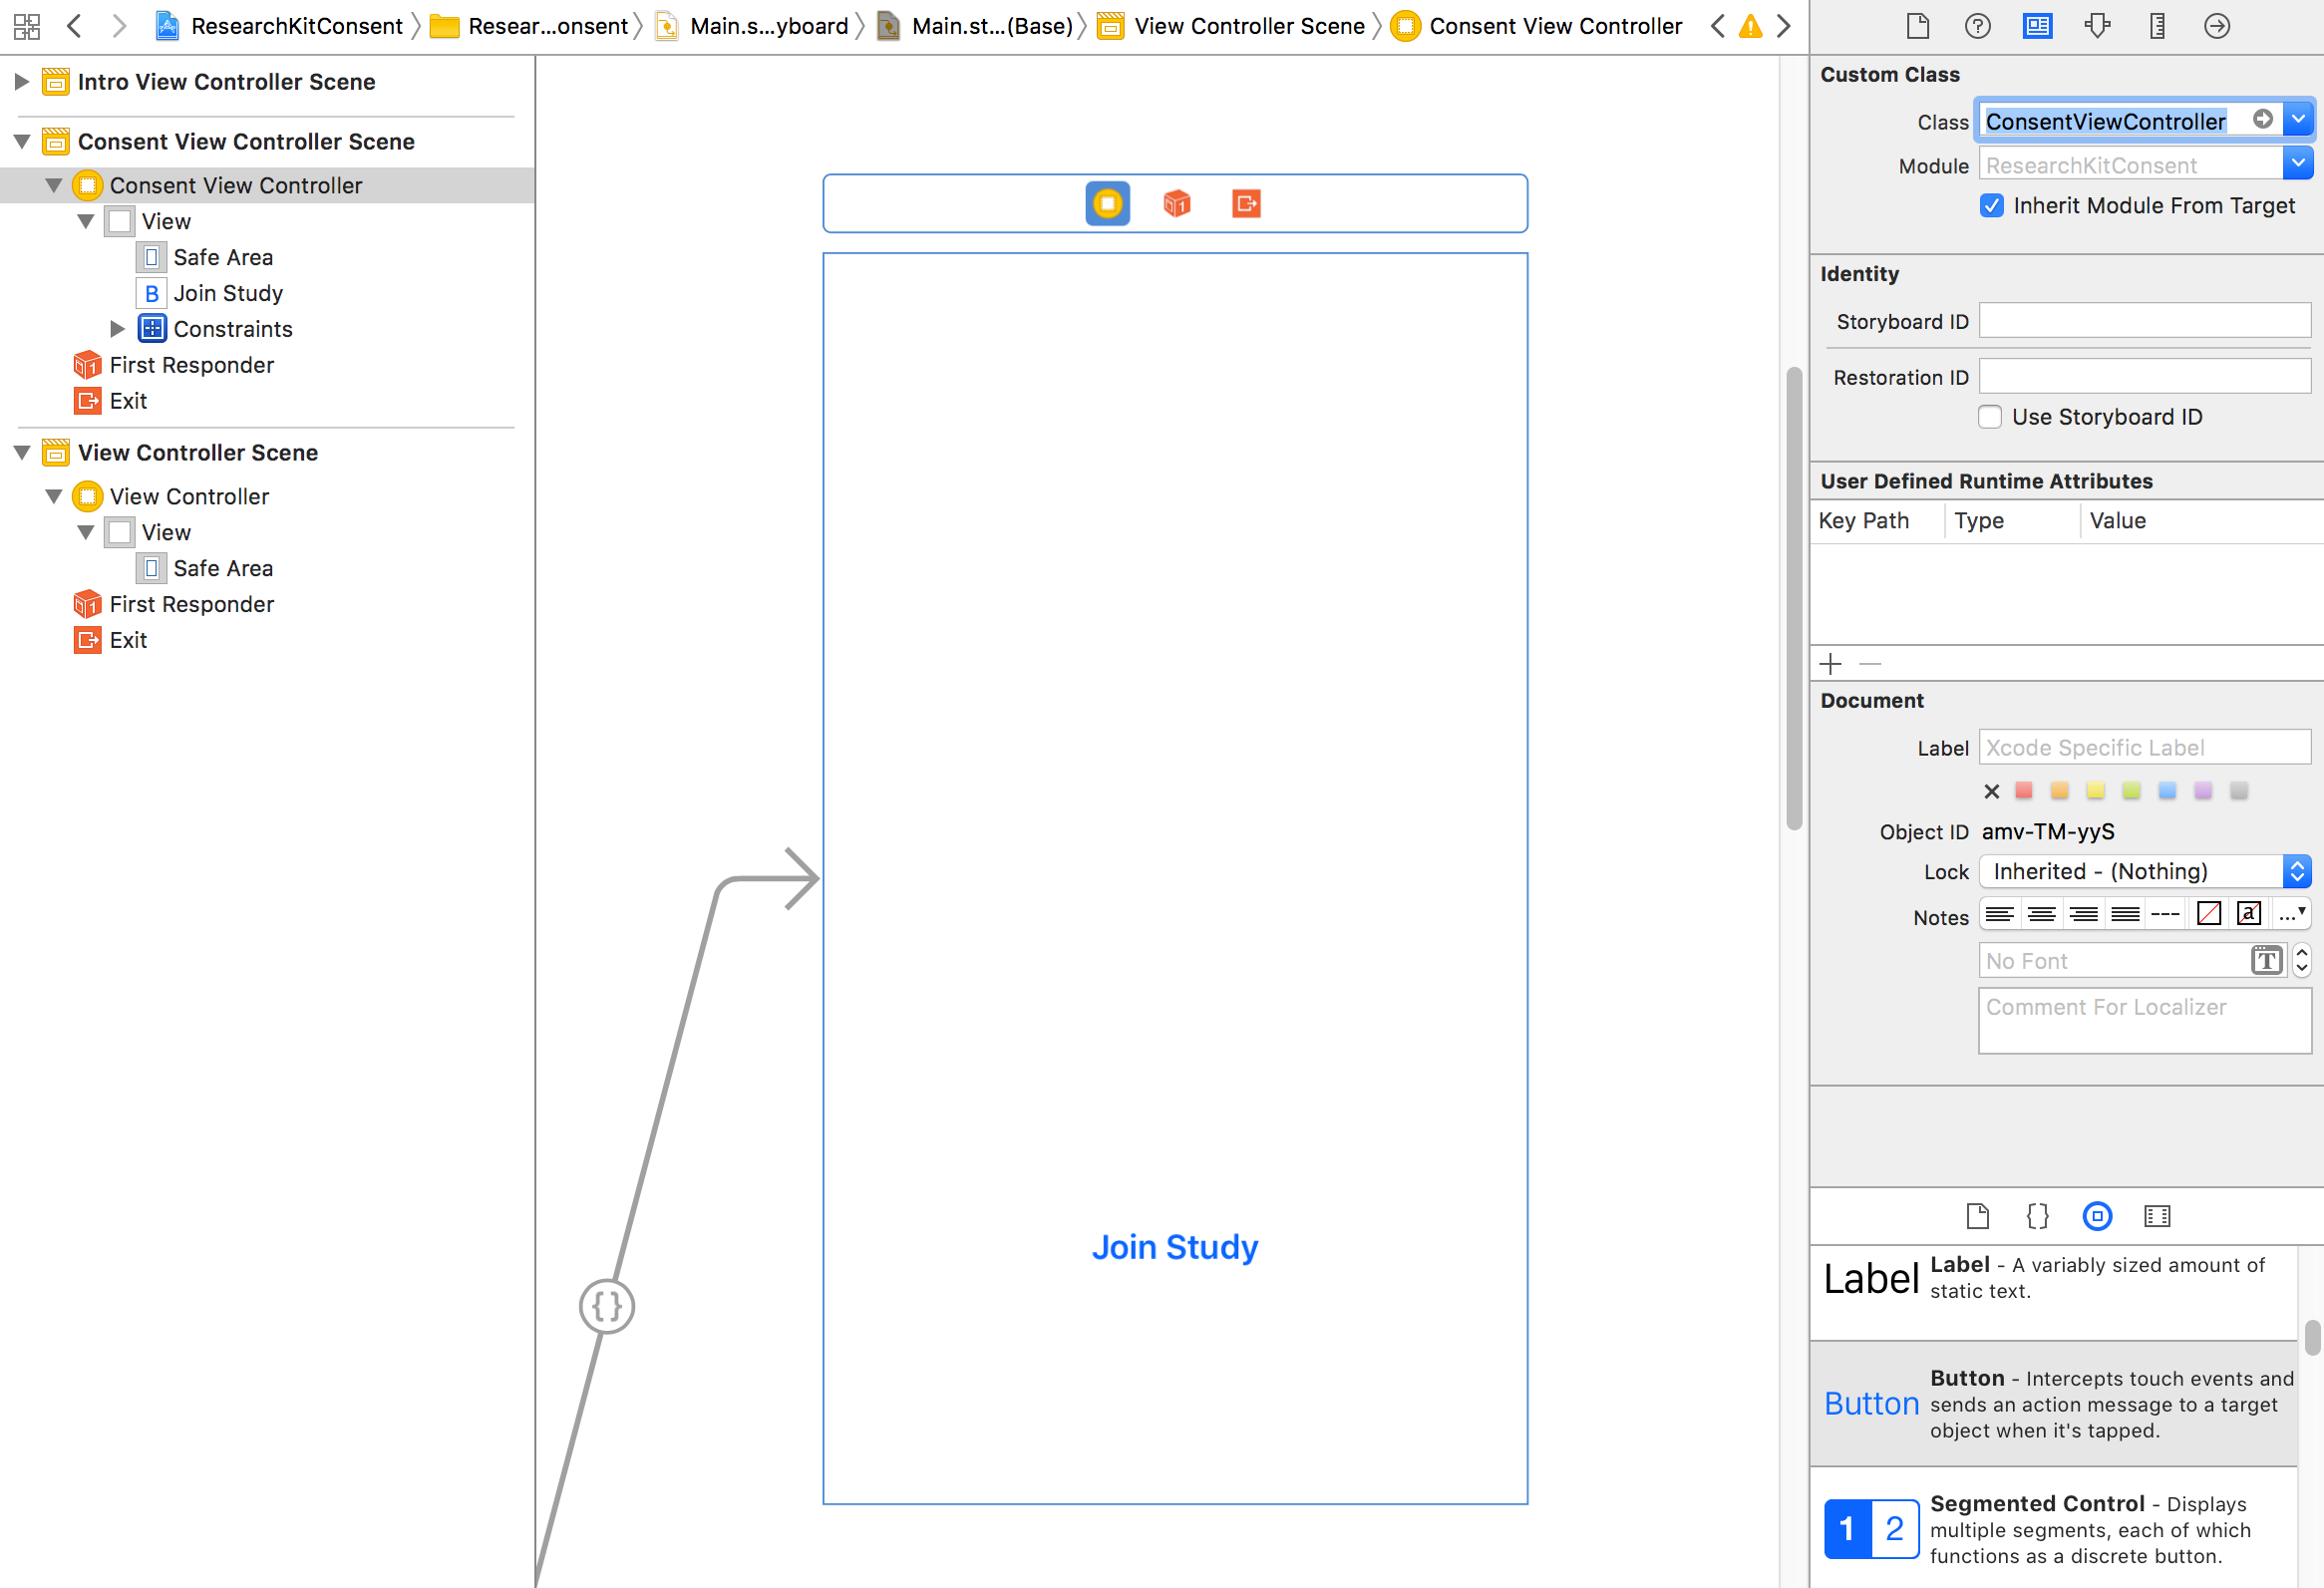 ResearchKitConsent
Resear...onsent
Main.s...yboard
Main.st...(Base)
View Controller Scene
Consent View Controller
Intro View Controller Scene
Consent View Controller Scene
Consent View Controller
View
Safe Area
B Join Study
Constraints
First Responder
Exit
View Controller Scene
View Controller
View
Safe Area
First Responder
Exit
{}
Join Study
Custom Class
Class ConsentViewController
Module ResearchKitConsent
Inherit Module From Target
Identity
Storyboard ID
Restoration ID
Use Storyboard ID
User Defined Runtime Attributes
Key Path Type Value
Document
Label Xcode Specific Label
Object ID amv-TM-yyS
Lock Inherited - (Nothing)
Notes
No Font
Comment For Localizer
Label
Label - A variably sized amount of
static text.
Button
Button - Intercepts touch events and
sends an action message to a target
object when it's tapped.
1 2
Segmented Control - Displays
multiple segments, each of which
functions as a discrete button.